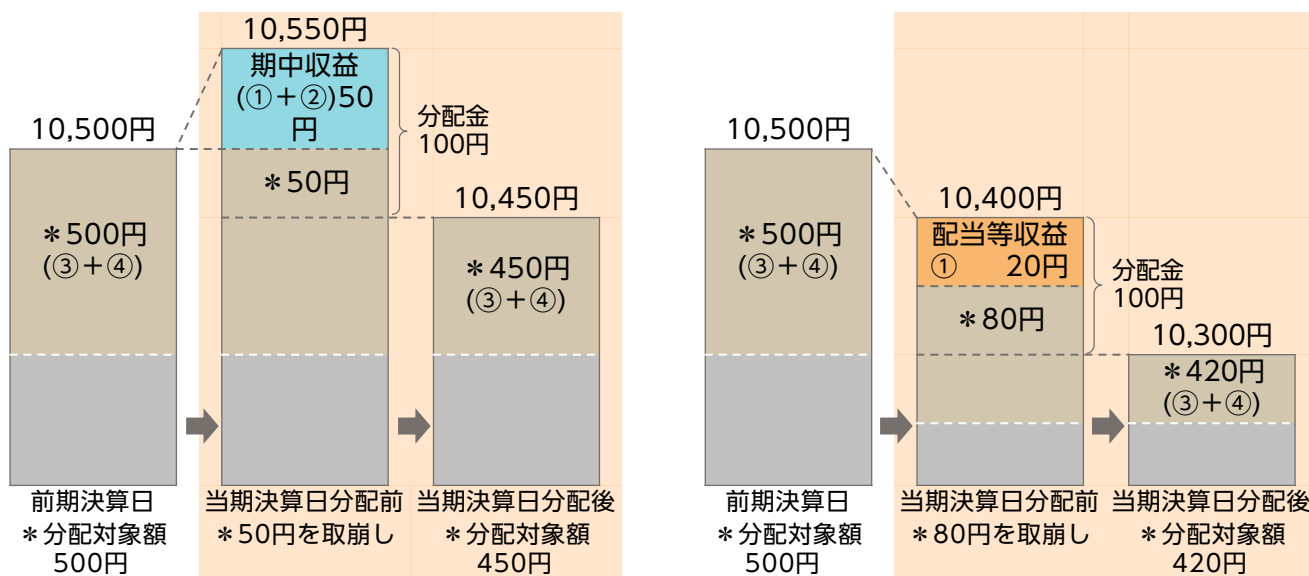 10,550円
期中収益
(①＋②)50
円
分配金
100円
10,500円
＊50円
10,450円
＊500円
(③＋④)
＊450円
(③＋④)
前期決算日
＊分配対象額
500円
当期決算日分配前
＊50円を取崩し
当期決算日分配後
＊分配対象額
450円
10,500円
10,400円
配当等収益
① 20円
分配金
100円
＊500円
(③＋④)
＊80円
10,300円
＊420円
(③＋④)
前期決算日
＊分配対象額
500円
当期決算日分配前
＊80円を取崩し
当期決算日分配後
＊分配対象額
420円